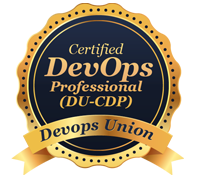 Certified
DevOps
Professional
(DU-CDP)
Devops Union